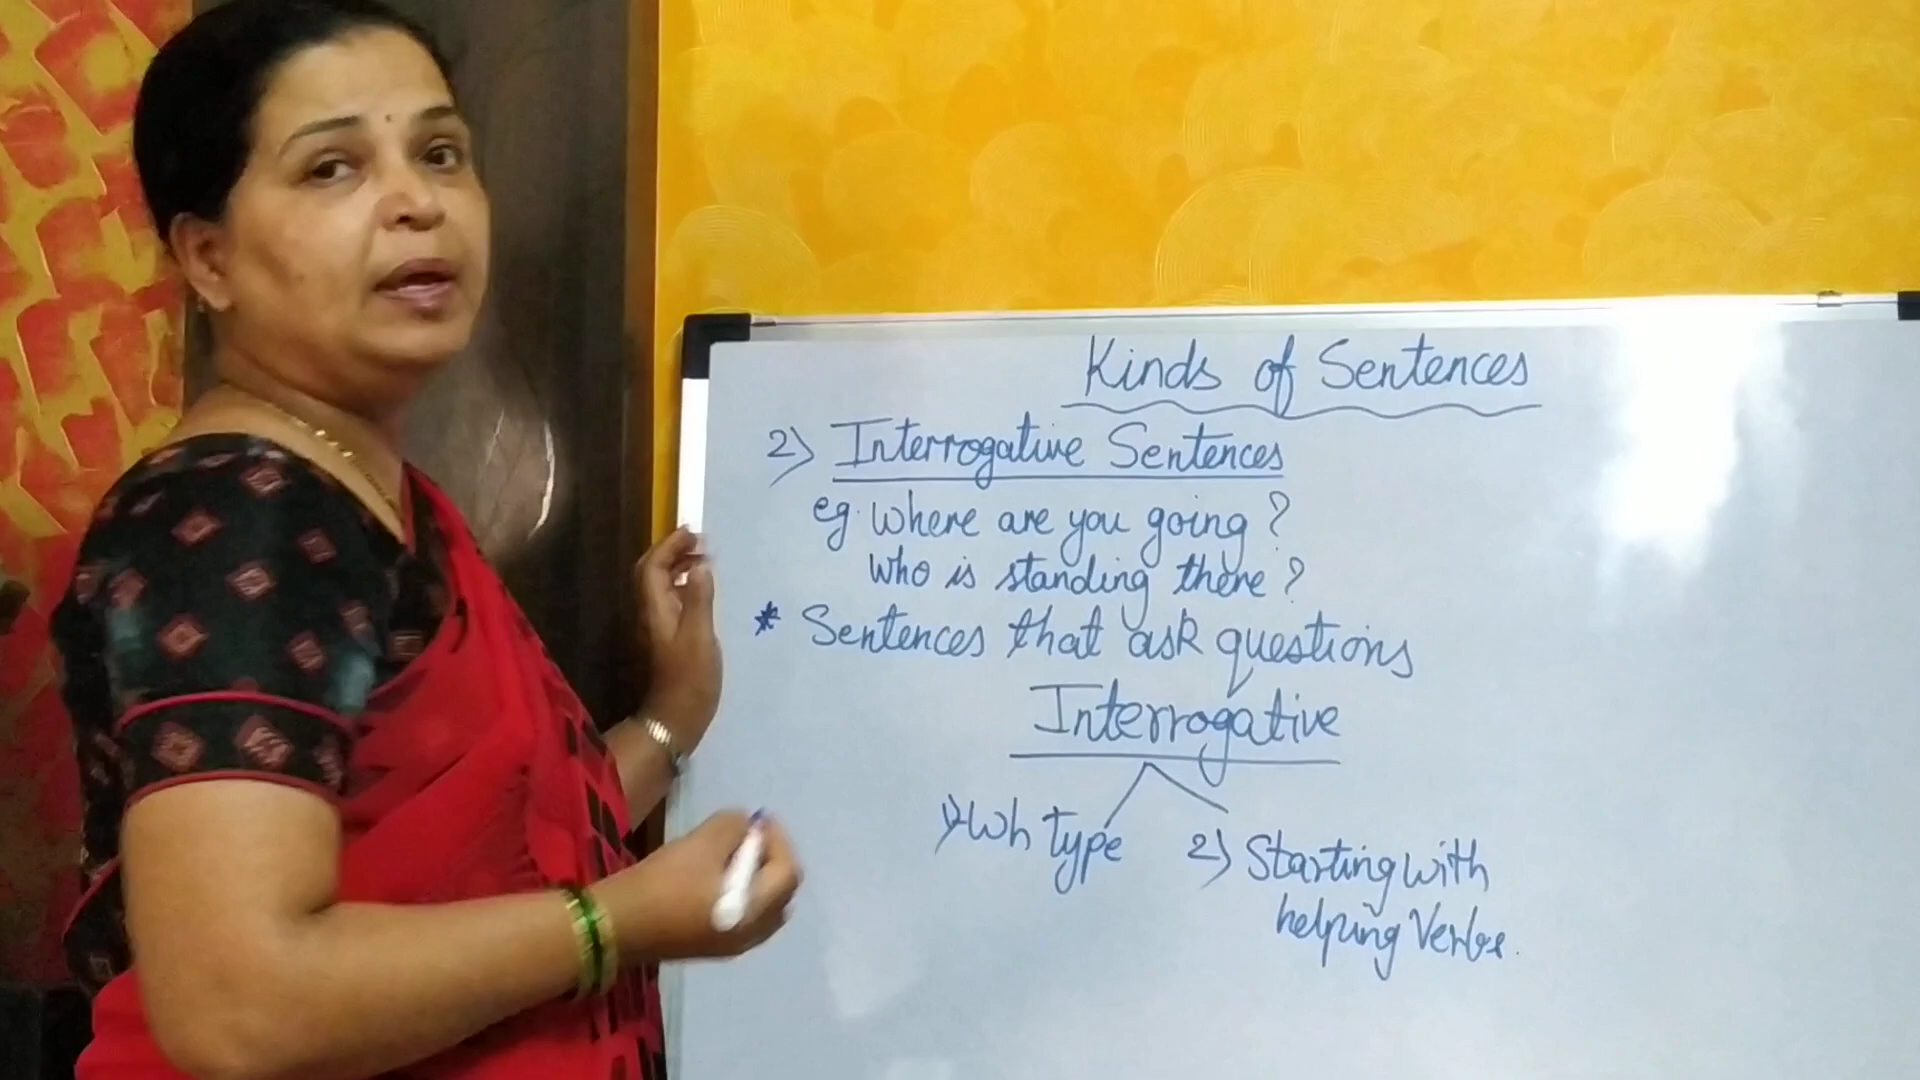 Kinds of Sentences
2) Interrogative Sentences
eg. Where are you going?
Who is standing there?
* Sentences that ask questions
Interrogative
1) Wh type
2) Starting with
helping Verbs.